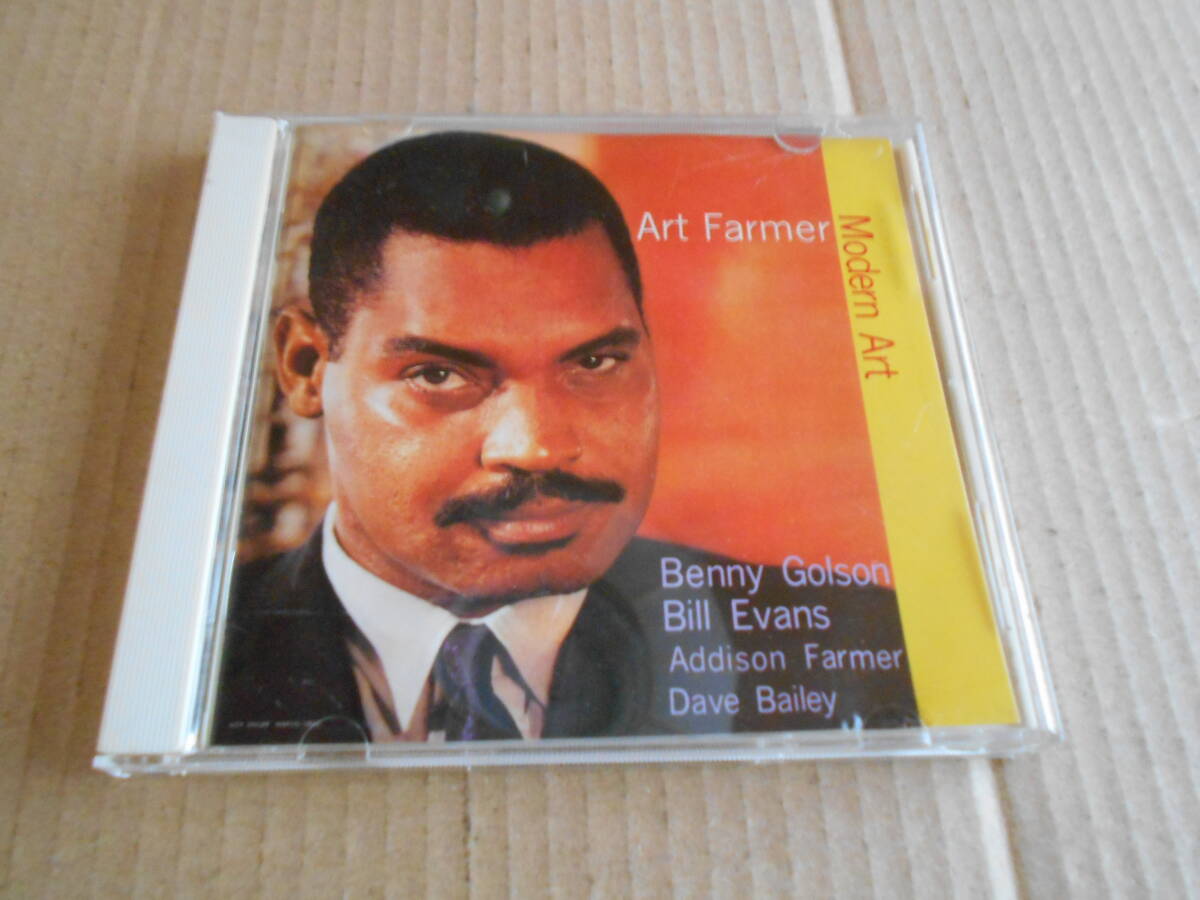 Art Farmer
Modern Art
Benny Golson
Bill Evans
Addison Farmer
Dave Bailey